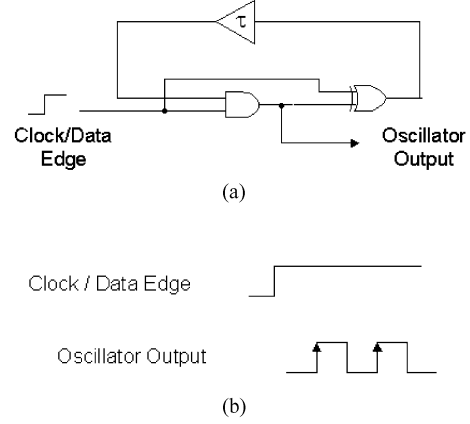 τ
Clock/Data
Edge
Oscillator
Output
(a)
Clock / Data Edge
Oscillator Output
(b)